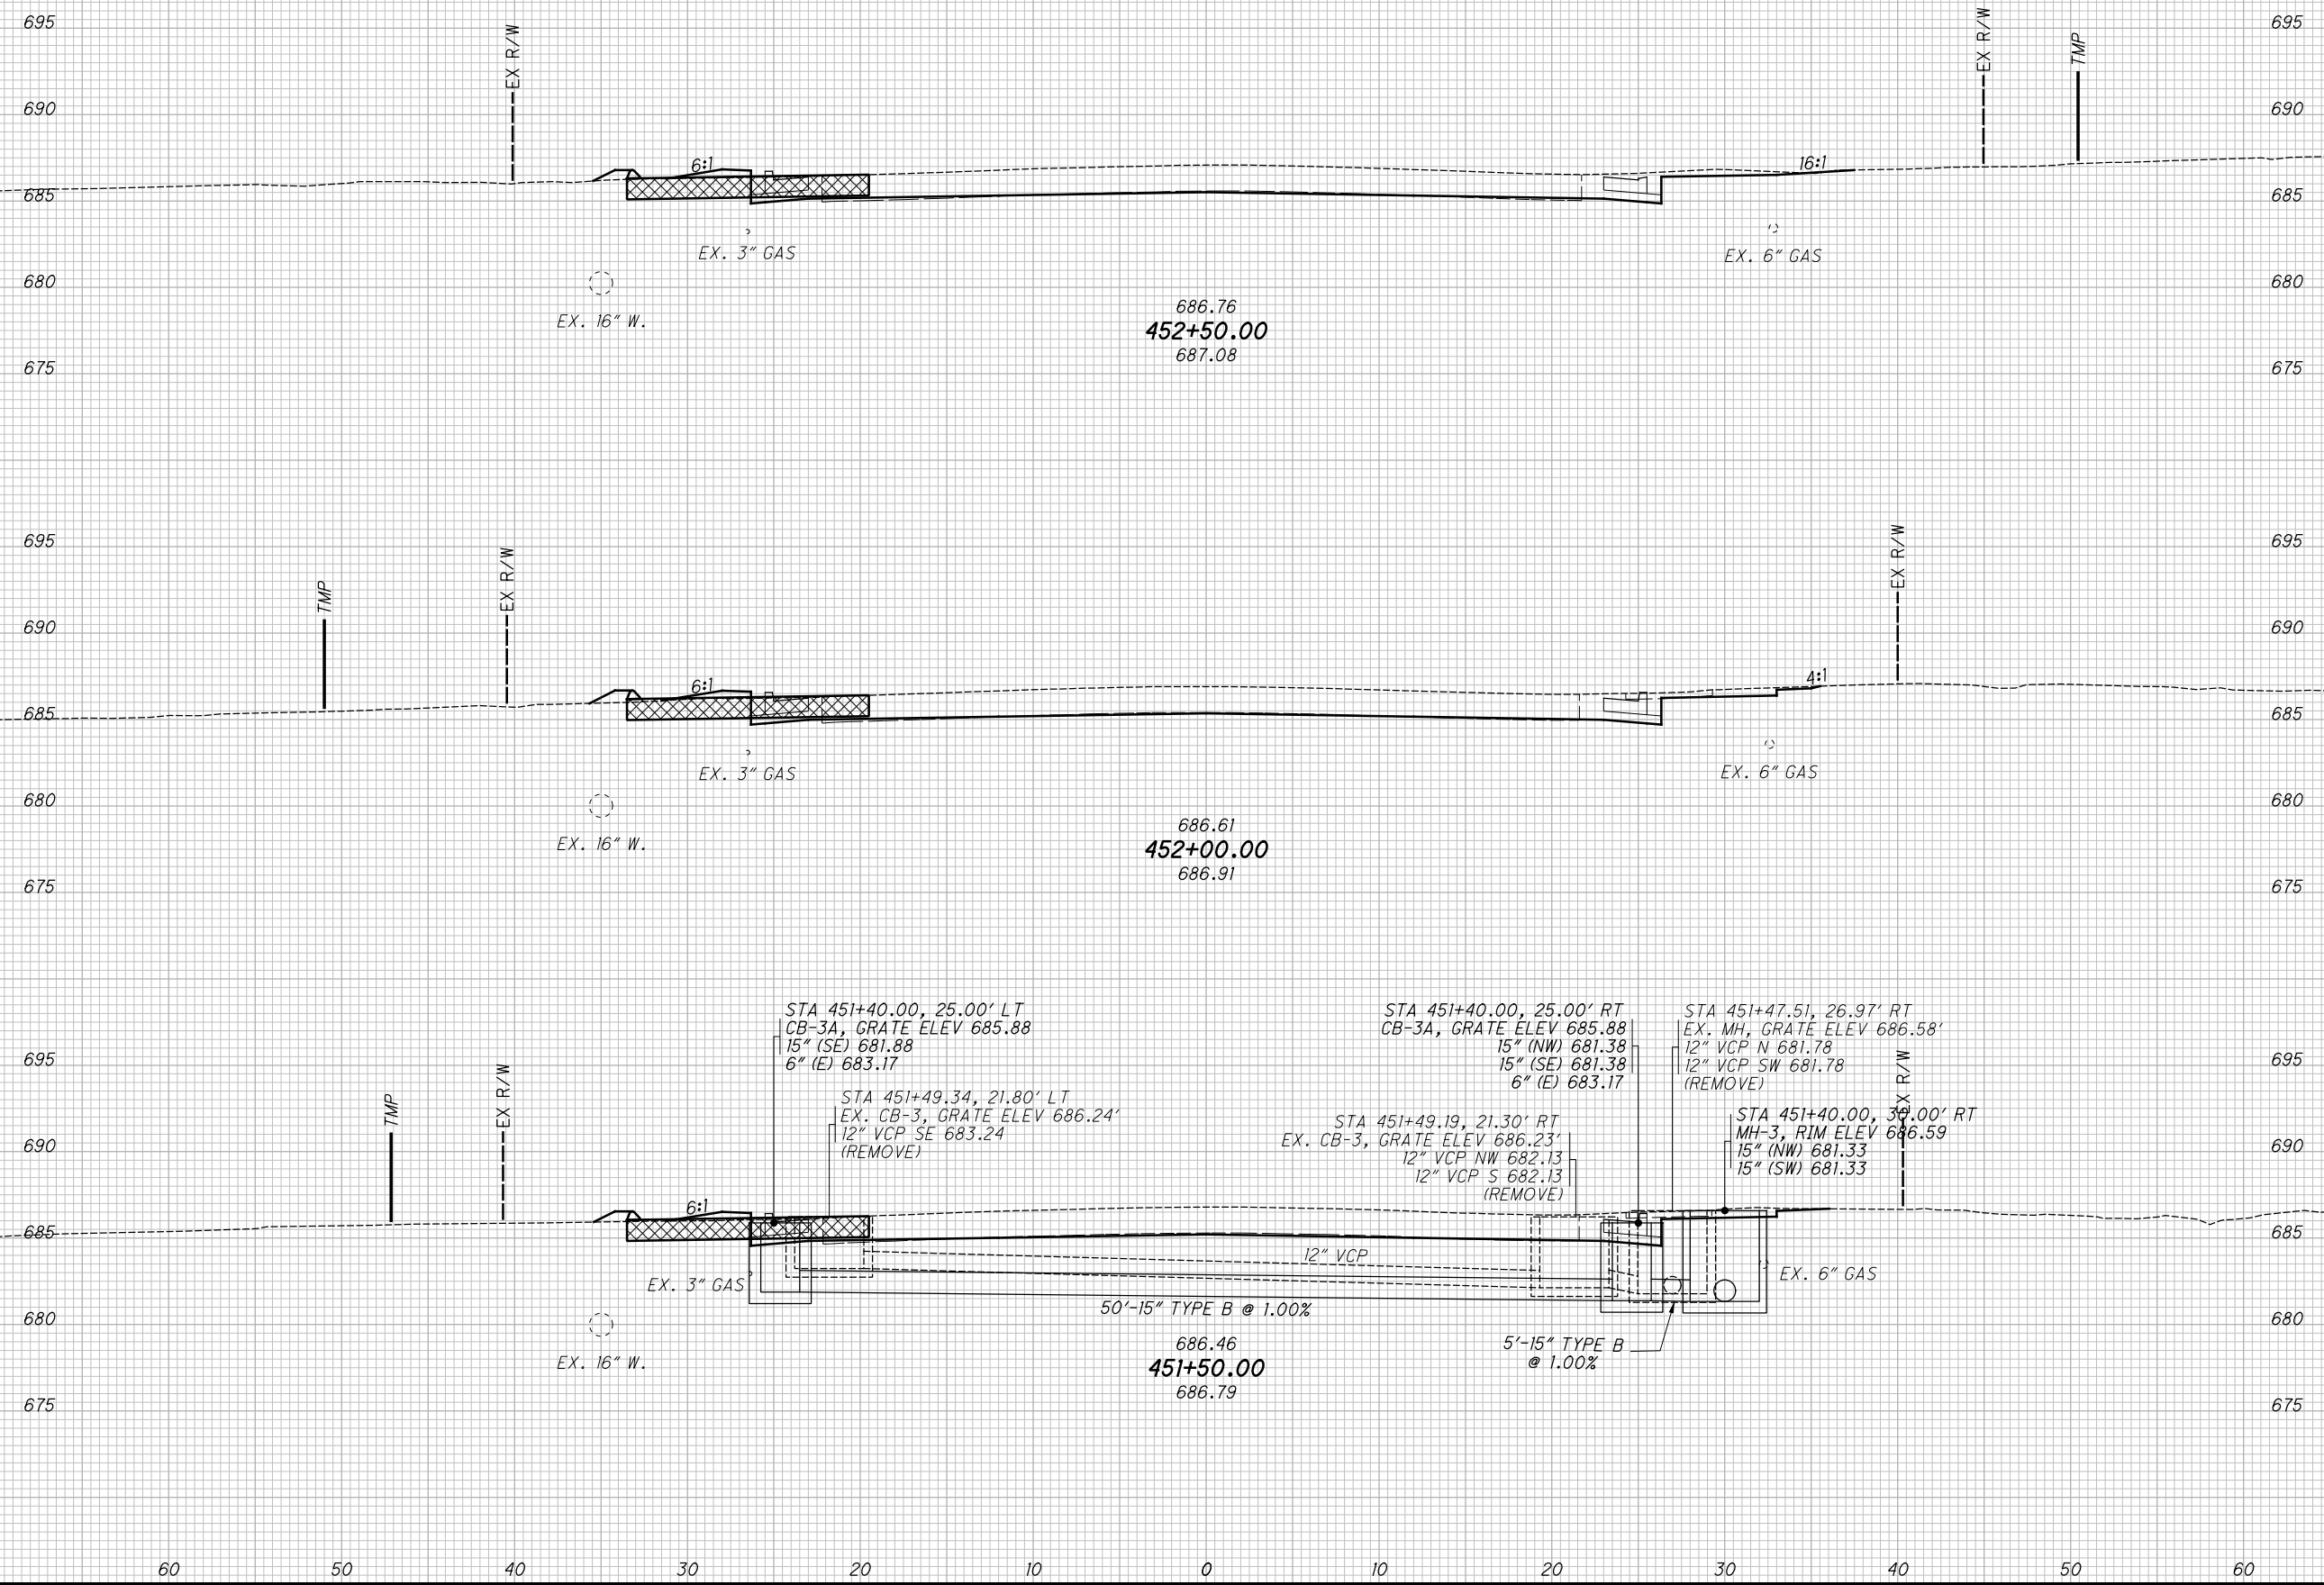 695
695
EX R/W
EX R/W
TMP
690
690
6:1
16:1
685
685
EX. 3" GAS
EX. 6" GAS
680
680
EX. 16" W.
686.76
452+50.00
687.08
675
675
695
695
EX R/W
EX R/W
TMP
690
690
6:1
4:1
685
685
EX. 3" GAS
EX. 6" GAS
680
680
EX. 16" W.
686.61
452+00.00
686.91
675
675
STA 451+40.00, 25.00' LT
CB-3A, GRATE ELEV 685.88
15" (SE) 681.88
6" (E) 683.17
STA 451+40.00, 25.00' RT
CB-3A, GRATE ELEV 685.88
15" (NW) 681.38
15" (SE) 681.38
6" (E) 683.17
STA 451+47.51, 26.97' RT
EX. MH, GRATE ELEV 686.58'
12" VCP N 681.78
12" VCP SW 681.78
(REMOVE)
695
695
TMP
EX R/W
EX R/W
STA 451+49.34, 21.80' LT
EX. CB-3, GRATE ELEV 686.24'
12" VCP SE 683.24
(REMOVE)
STA 451+49.19, 21.30' RT
EX. CB-3, GRATE ELEV 686.23'
12" VCP NW 682.13
12" VCP S 682.13
(REMOVE)
STA 451+40.00, 30.00' RT
MH-3, RIM ELEV 686.59
15" (NW) 681.33
15" (SW) 681.33
690
690
6:1
685
685
12" VCP
EX. 3" GAS
EX. 6" GAS
50'-15" TYPE B @ 1.00%
680
680
5'-15" TYPE B
@ 1.00%
EX. 16" W.
686.46
451+50.00
686.79
675
675
60 50 40 30 20 10 0 10 20 30 40 50 60